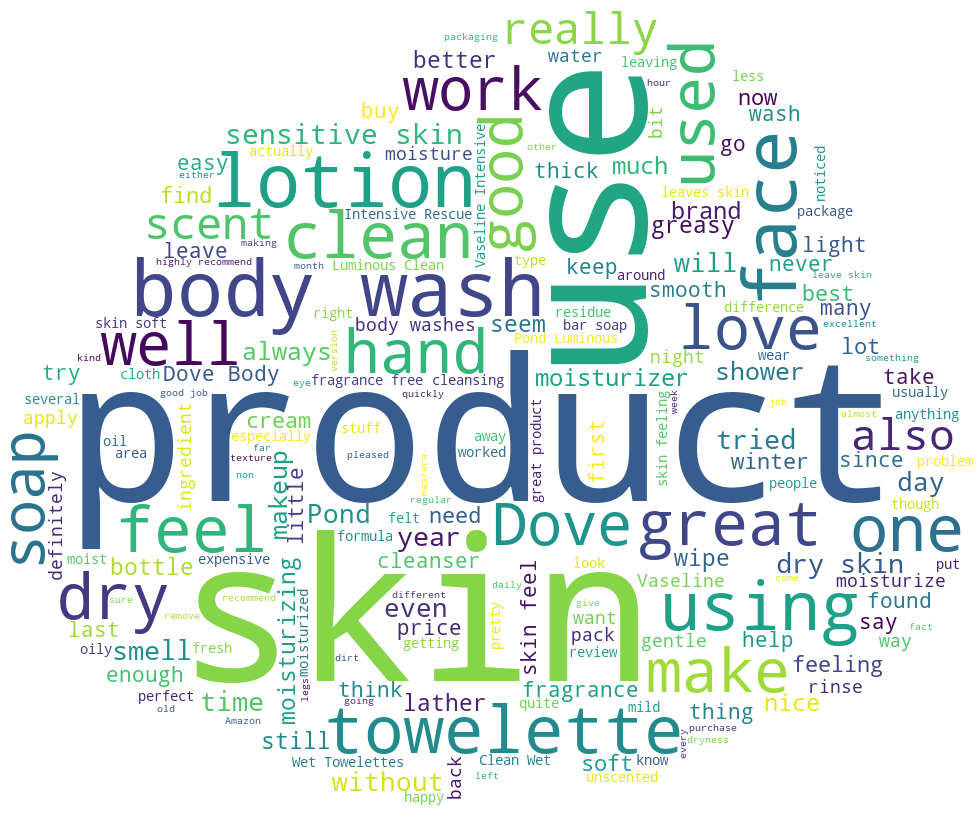 packaging
really
better
water
leaving
work
hour
less
buy
now
used
bit
wash
sensitive skin
good
other
use
actually
moisture
Vaseline Intensive
thick
much
go
face
noticed
easy
either
find
lotion
leaves skin
Intensive Rescue
brand
package
scent
clean
greasy
making
leave
highly recommend
month
Luminous Clean
type
keep
around
will
never
light
leave skin
body wash
smooth
best
difference
right
residue
many
skin soft
version
body washes
seem
bar soap
Pond Luminous
love
excellent
kind
well
always
hand
night
wear
lot
something
try
cloth
Dove Body
eye
fragrance free cleansing
moisturizer
shower
take
several
good job
quickly
week
usually
apply
ingredient
cream
stuff
great product
first
skin feeling
job
almost
anything
soap
oil
area
especially
product
away
tried
also
far
texture
pleased
worked
winter
since
problem
non
makeup
little
mascara
people
day
definitely
regular
though
feel
Pond
felt
need
Dove
great
one
put
bottle
expensive
formula
year
moist
cleanser
wipe
dry skin
look
Vaseline
moisturize
dry
skin
daily
come
using
sure
recommend
different
pretty
give
found
remove
moisturizing
moisturized
even
want
last
oily
fresh
price
getting
skin feel
pack
say
fact
smell
gentle
help
way
review
enough
dirt
make
feeling
perfect
legs
think
fragrance
rinse
old
time
going
lather
quite
mild
thing
nice
Amazon
towelette
purchase
still
every
dryness
Wet Towelettes
back
Clean Wet
soft
know
without
left
unscented
happy